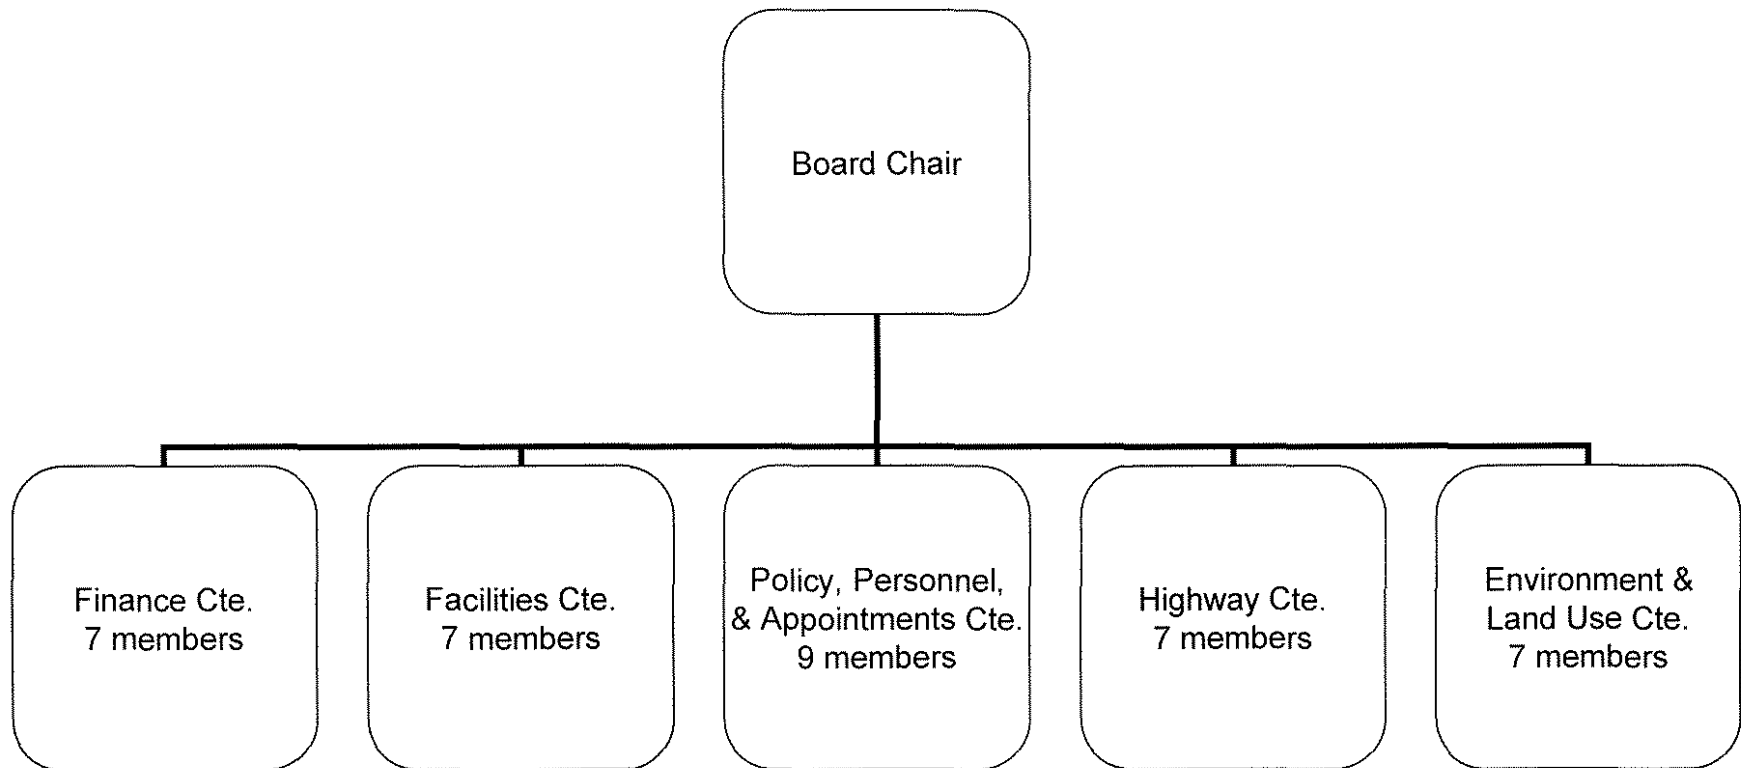 Board Chair
Finance Cte.
7 members
Facilities Cte.
7 members
Policy, Personnel,
& Appointments Cte.
9 members
Highway Cte.
7 members
Environment &
Land Use Cte.
7 members